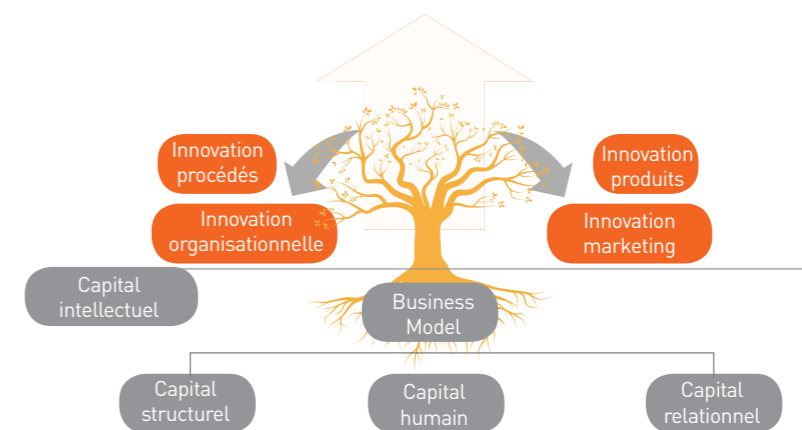 Innovation
procédés
Innovation
produits
Innovation
organisationnelle
Innovation
marketing
Capital
intellectuel
Business
Model
Capital
structurel
Capital
humain
Capital
relationnel